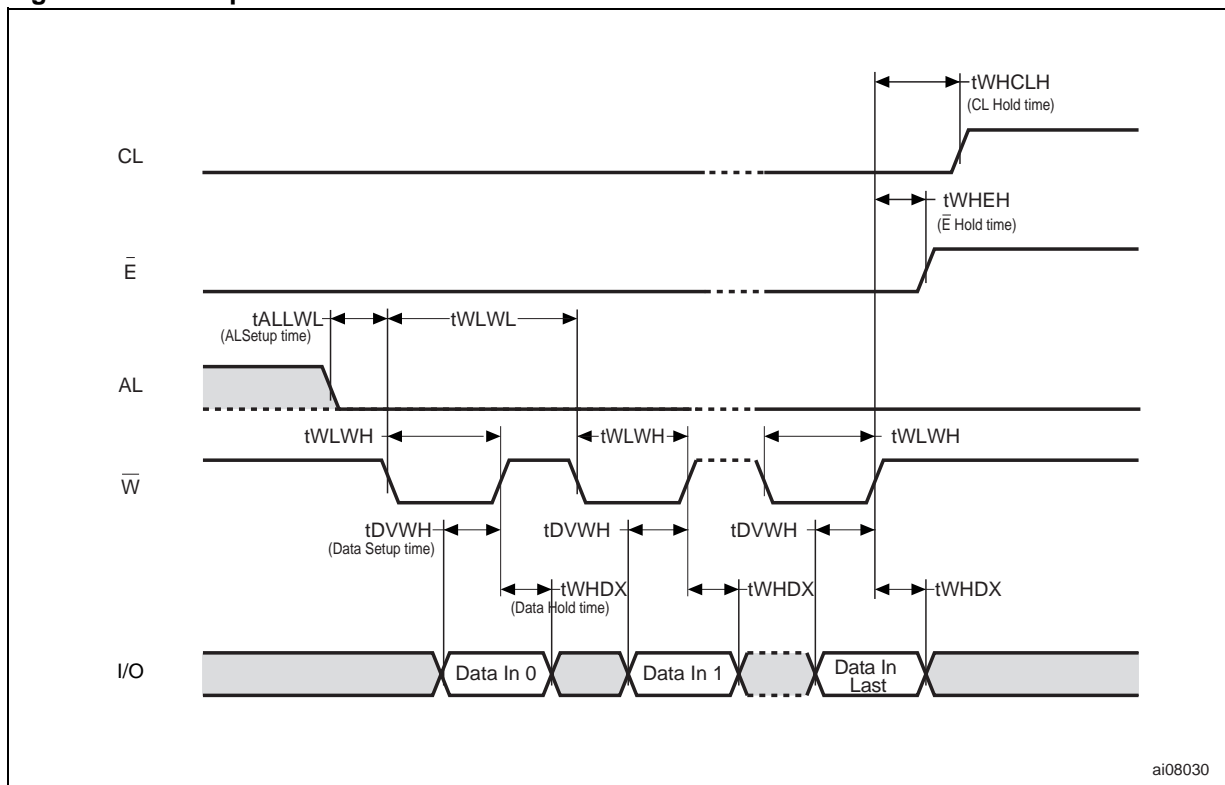 tWHCLH
(CL Hold time)
CL
tWHEH
(E̅ Hold time)
E̅
tALLWL
(ALSetup time)
tWLWL
AL
tWLWH
tWLWH
tWLWH
W̅
tDVWH
(Data Setup time)
tDVWH
tDVWH
tWHDX
(Data Hold time)
tWHDX
tWHDX
I/O
Data In 0
Data In 1
Data In
Last
ai08030